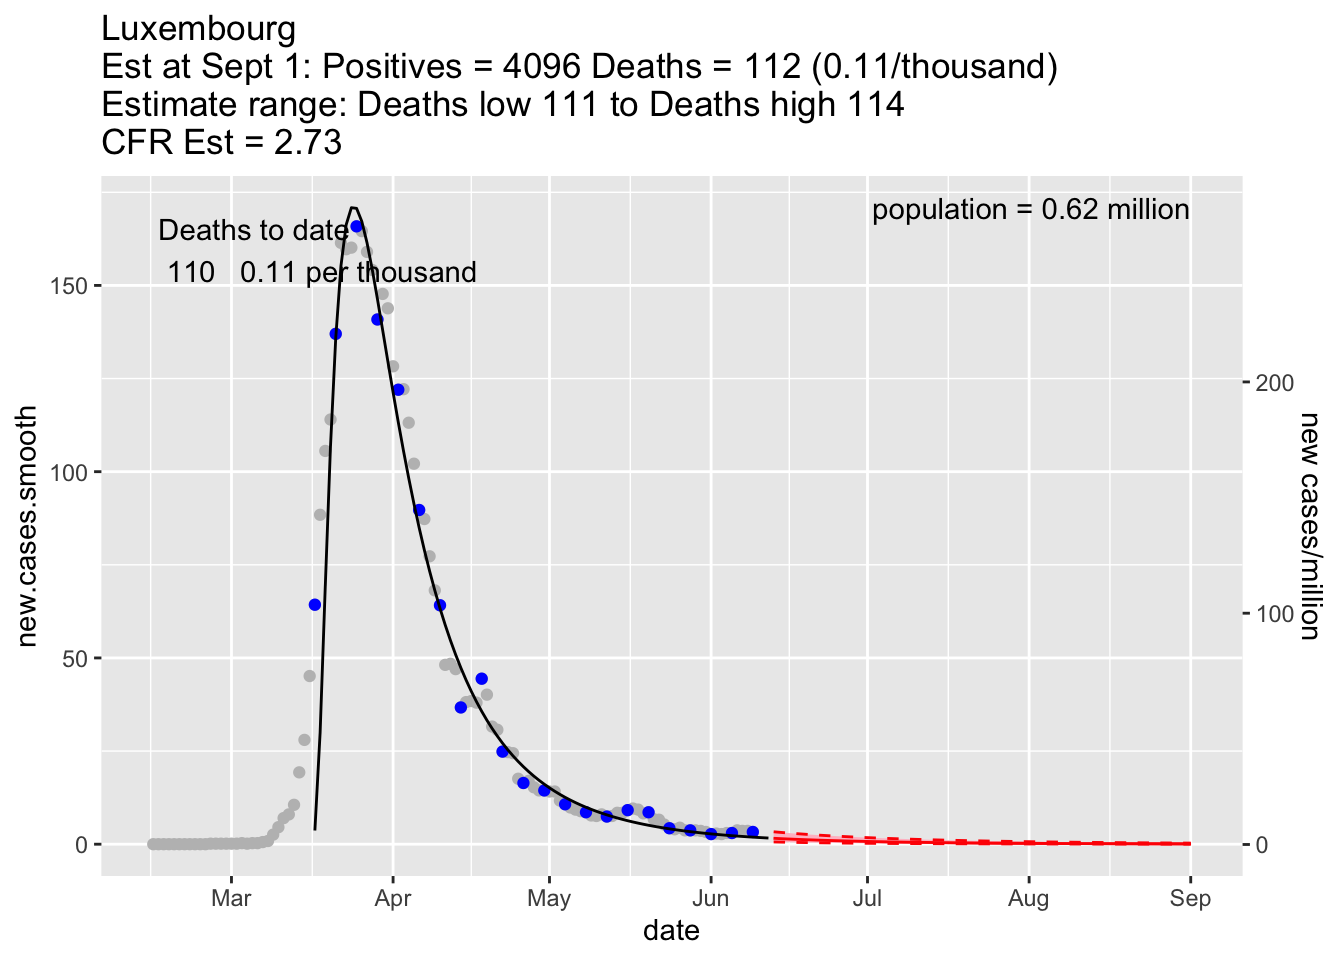 Luxembourg
Est at Sept 1: Positives = 4096 Deaths = 112 (0.11/thousand)
Estimate range: Deaths low 111 to Deaths high 114
CFR Est = 2.73
population = 0.62 million
Deaths to date
110 0.11 per thousand
150
100
50
0
new.cases.smooth
200
100
0
new cases/million
Mar Apr May Jun Jul Aug Sep
date